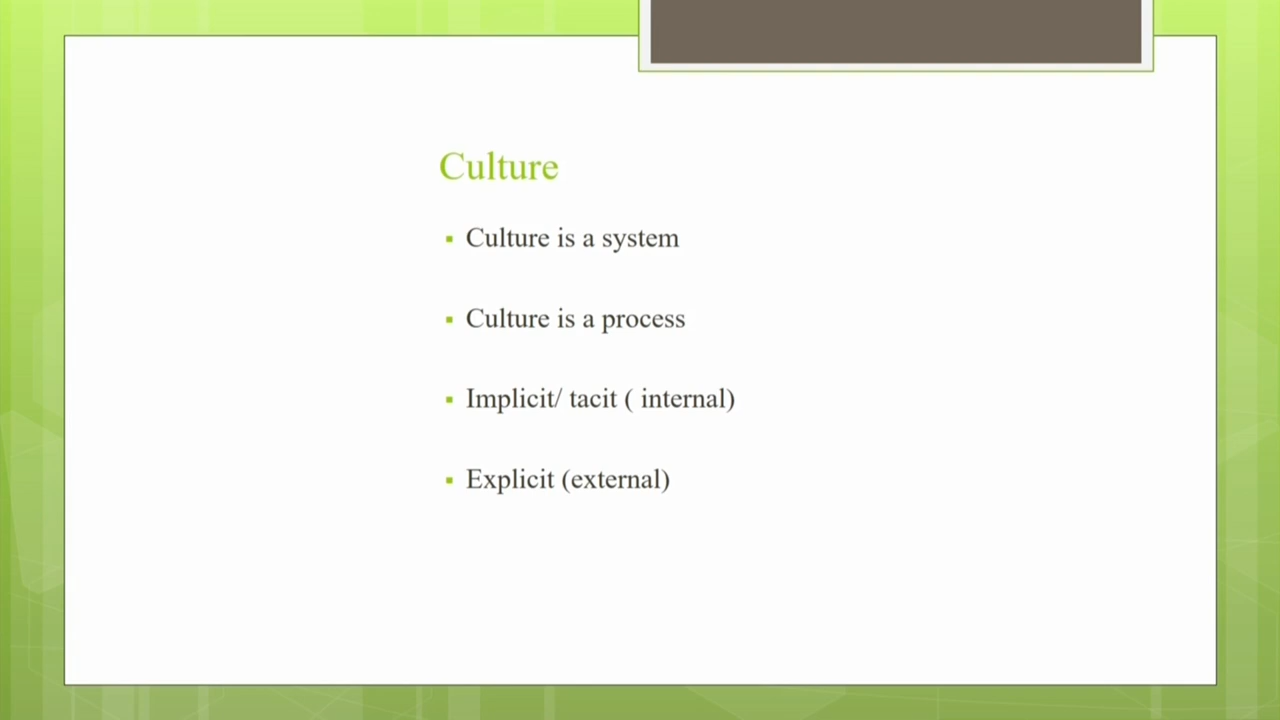 Culture
Culture is a system
Culture is a process
Implicit/ tacit ( internal)
Explicit (external)